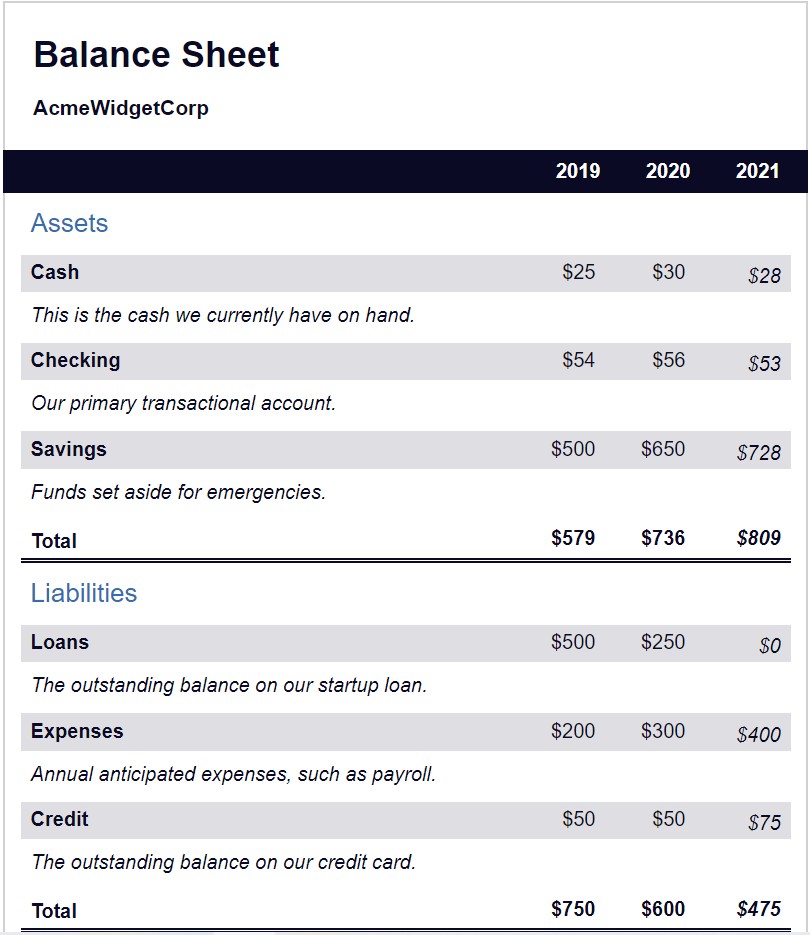 Balance Sheet
AcmeWidgetCorp
2019 2020 2021
Assets
Cash $25 $30 $28
This is the cash we currently have on hand.
Checking $54 $56 $53
Our primary transactional account.
Savings $500 $650 $728
Funds set aside for emergencies.
Total $579 $736 $809
Liabilities
Loans $500 $250 $0
The outstanding balance on our startup loan.
Expenses $200 $300 $400
Annual anticipated expenses, such as payroll.
Credit $50 $50 $75
The outstanding balance on our credit card.
Total $750 $600 $475